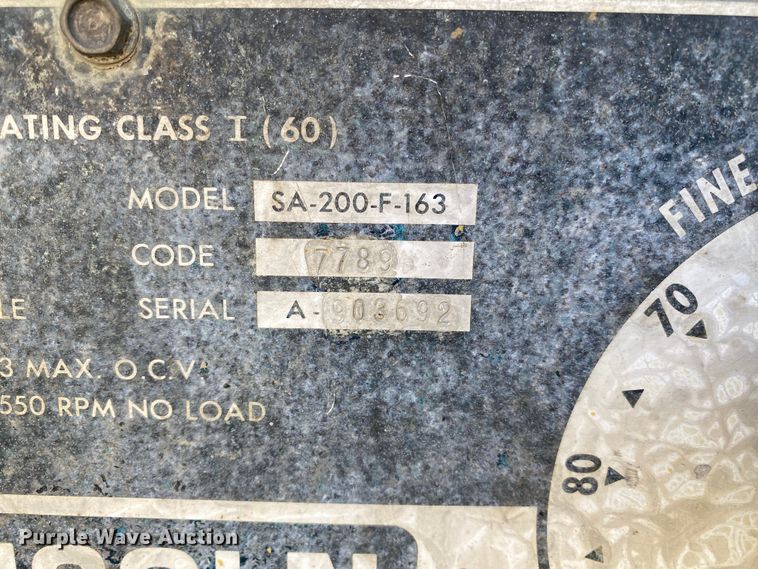 ATING CLASS I (60)
FINE
MODEL SA-200-F-163
CODE 7789
LE SERIAL A-903692
70
3 MAX. O.C.V.
550 RPM NO LOAD
80
Purple Wave Auction